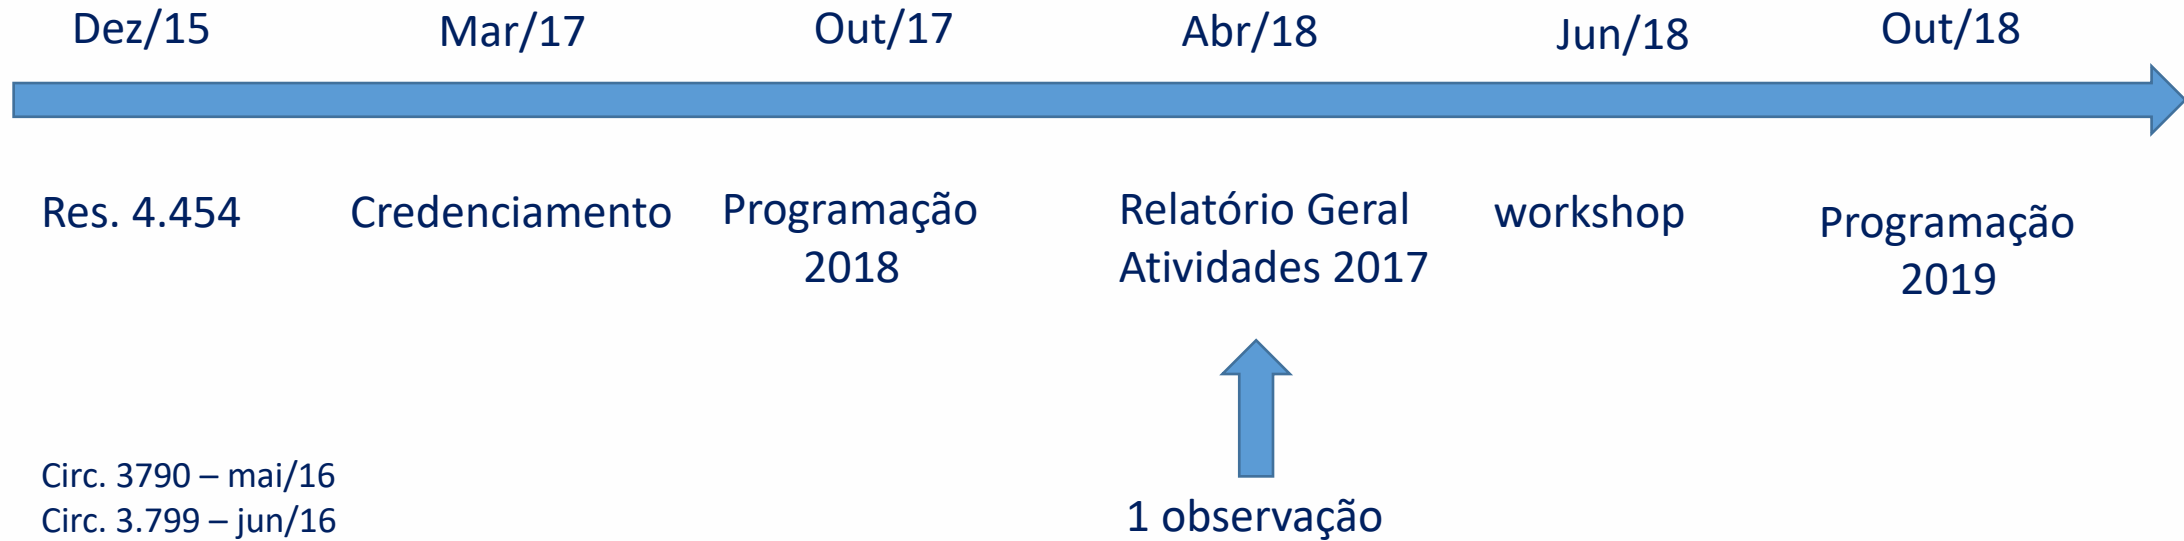 Dez/15
Mar/17
Out/17
Abr/18
Jun/18
Out/18
Res. 4.454
Credenciamento
Programação
2018
Relatório Geral
Atividades 2017
workshop
Programação
2019
Circ. 3790 – mai/16
Circ. 3.799 – jun/16
1 observação